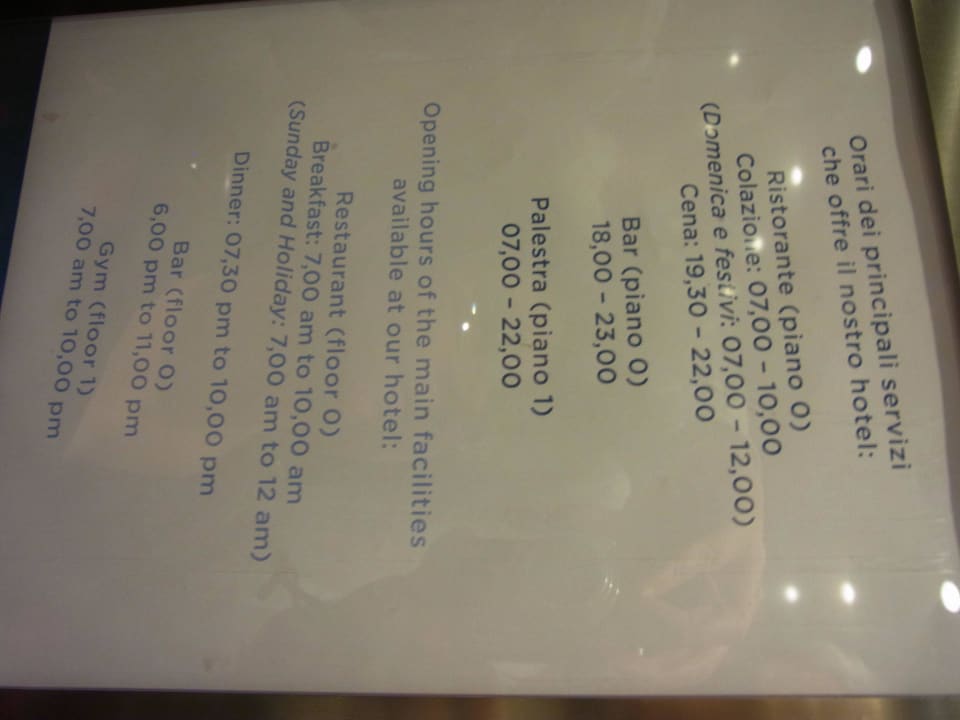 Orari dei principali servizi
che offre il nostro hotel:
Ristorante (piano 0)
Colazione: 07,00 - 10,00
(Domenica e festivi: 07,00 - 12,00)
Cena: 19,30 - 22,00
Bar (piano 0)
18,00 - 23,00
Palestra (piano 1)
07,00 - 22,00
Opening hours of the main facilities
available at our hotel:
Restaurant (floor 0)
Breakfast: 7,00 am to 10,00 am
(Sunday and Holiday: 7,00 am to 12 am)
Dinner: 07,30 pm to 10,00 pm
Bar (floor 0)
6,00 pm to 11,00 pm
Gym (floor 1)
7,00 am to 10,00 pm